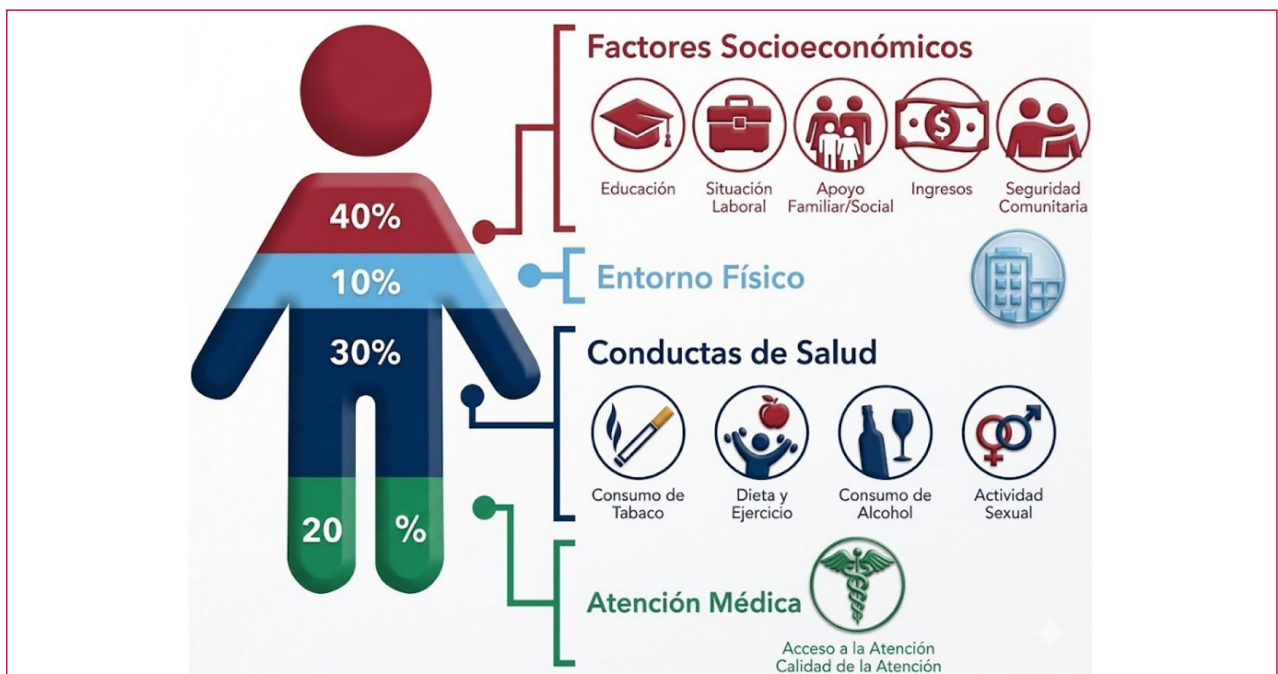 Factores Socioeconómicos
Educación
Situación
Laboral
Apoyo
Familiar/Social
Ingresos
Seguridad
Comunitaria
40%
10%
Entorno Físico
30%
Conductas de Salud
Consumo de
Tabaco
Dieta y
Ejercicio
Consumo de
Alcohol
Actividad
Sexual
20 %
Atención Médica
Acceso a la Atención
Calidad de la Atención